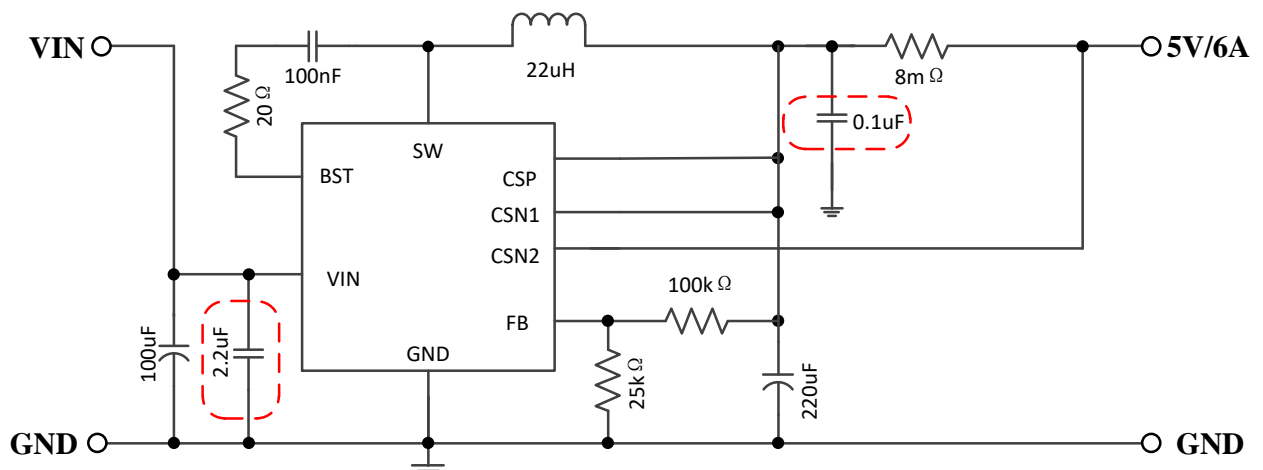 VIN
100nF
22uH
8mΩ
5V/6A
20Ω
0.1uF
SW
BST
CSP
CSN1
CSN2
VIN
100kΩ
FB
GND
100uF
2.2uF
25kΩ
220uF
GND
GND